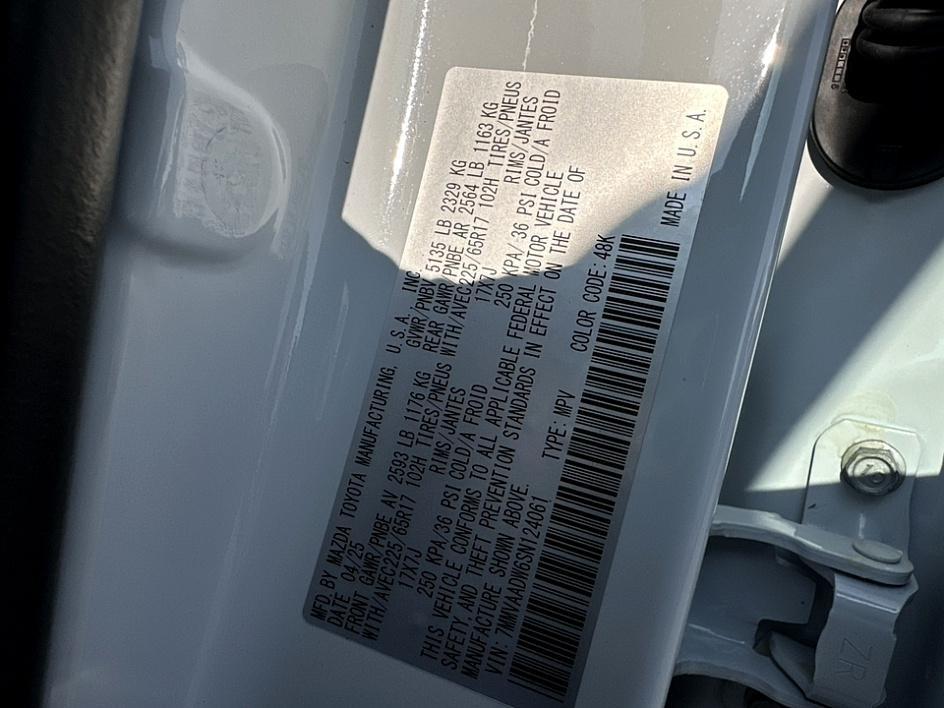 MFD. BY MAZDA TOYOTA MANUFACTURING, U.S.A., INC.
DATE 04/25 GVWR/PNBV 5135 LB 2329 KG
FRONT GAWR/PNBE AV 2593 LB 1176 KG REAR GAWR/PNBE AR 2564 LB 1163 KG
WITH/AVEC225/65R17 102H TIRES/PNEUS WITH/AVEC225/65R17 102H TIRES/PNEUS
17X7J RIMS/JANTES 17X7J RIMS/JANTES
250 KPA/36 PSI COLD/A FROID 250 KPA/36 PSI COLD/A FROID
THIS VEHICLE CONFORMS TO ALL APPLICABLE FEDERAL MOTOR VEHICLE
SAFETY, AND THEFT PREVENTION STANDARDS IN EFFECT ON THE DATE OF
MANUFACTURE SHOWN ABOVE.
VIN: 7MMVAADW6SN124061 TYPE: MPV COLOR CODE: 48K
MADE IN U.S.A.
ZR